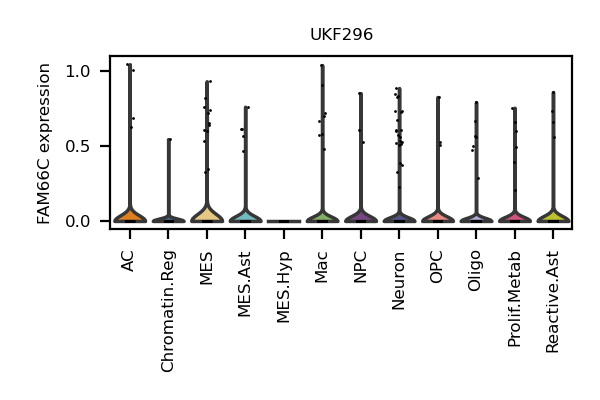 UKF296
FAM66C expression
1.0
0.5
0.0
AC
Chromatin.Reg
MES
MES.Ast
MES.Hyp
Mac
NPC
Neuron
OPC
Oligo
Prolif.Metab
Reactive.Ast